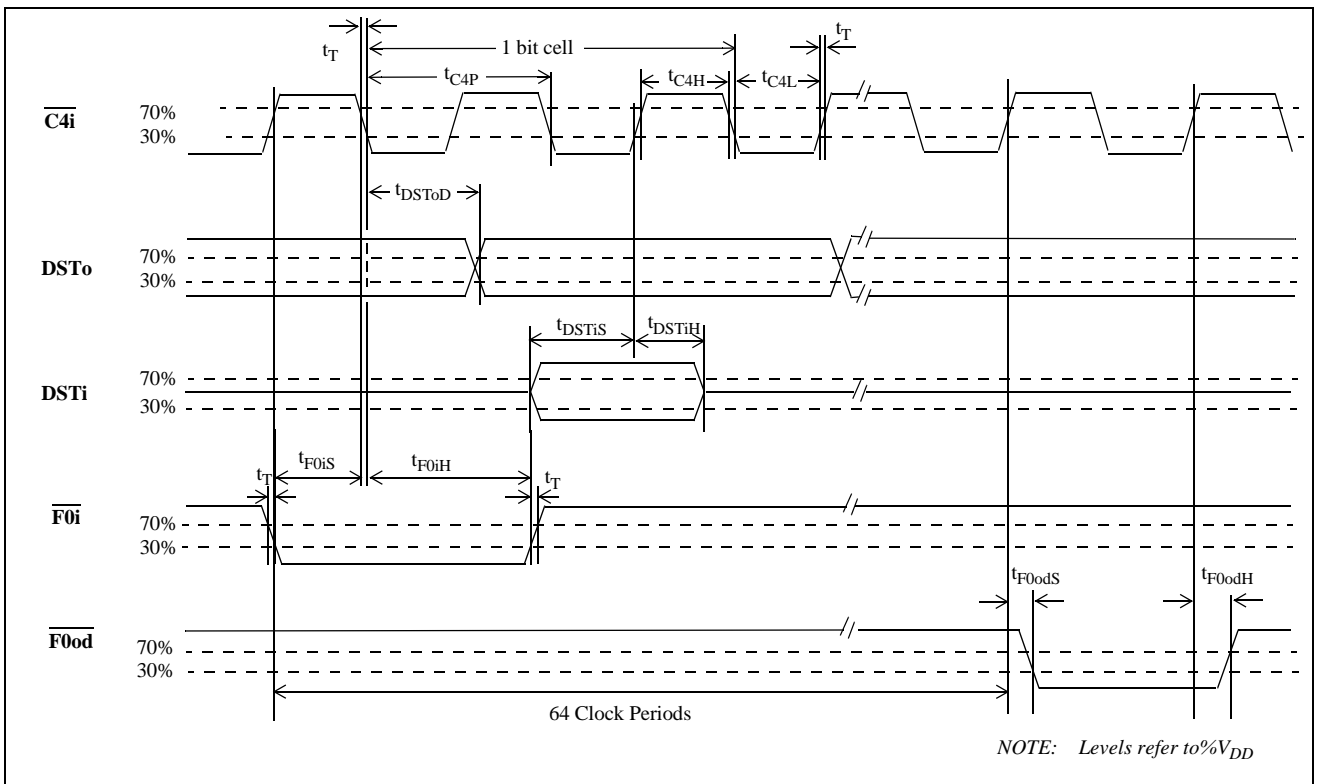 tT
1 bit cell
tT
tC4P
tC4H
tC4L
C4i
70%
30%
tDSToD
DSTo
70%
30%
tDSTiS
tDSTiH
DSTi
70%
30%
tF0iS
tF0iH
tT
tT
F0i
70%
30%
tF0odS
tF0odH
F0od
70%
30%
64 Clock Periods
NOTE: Levels refer to%VDD